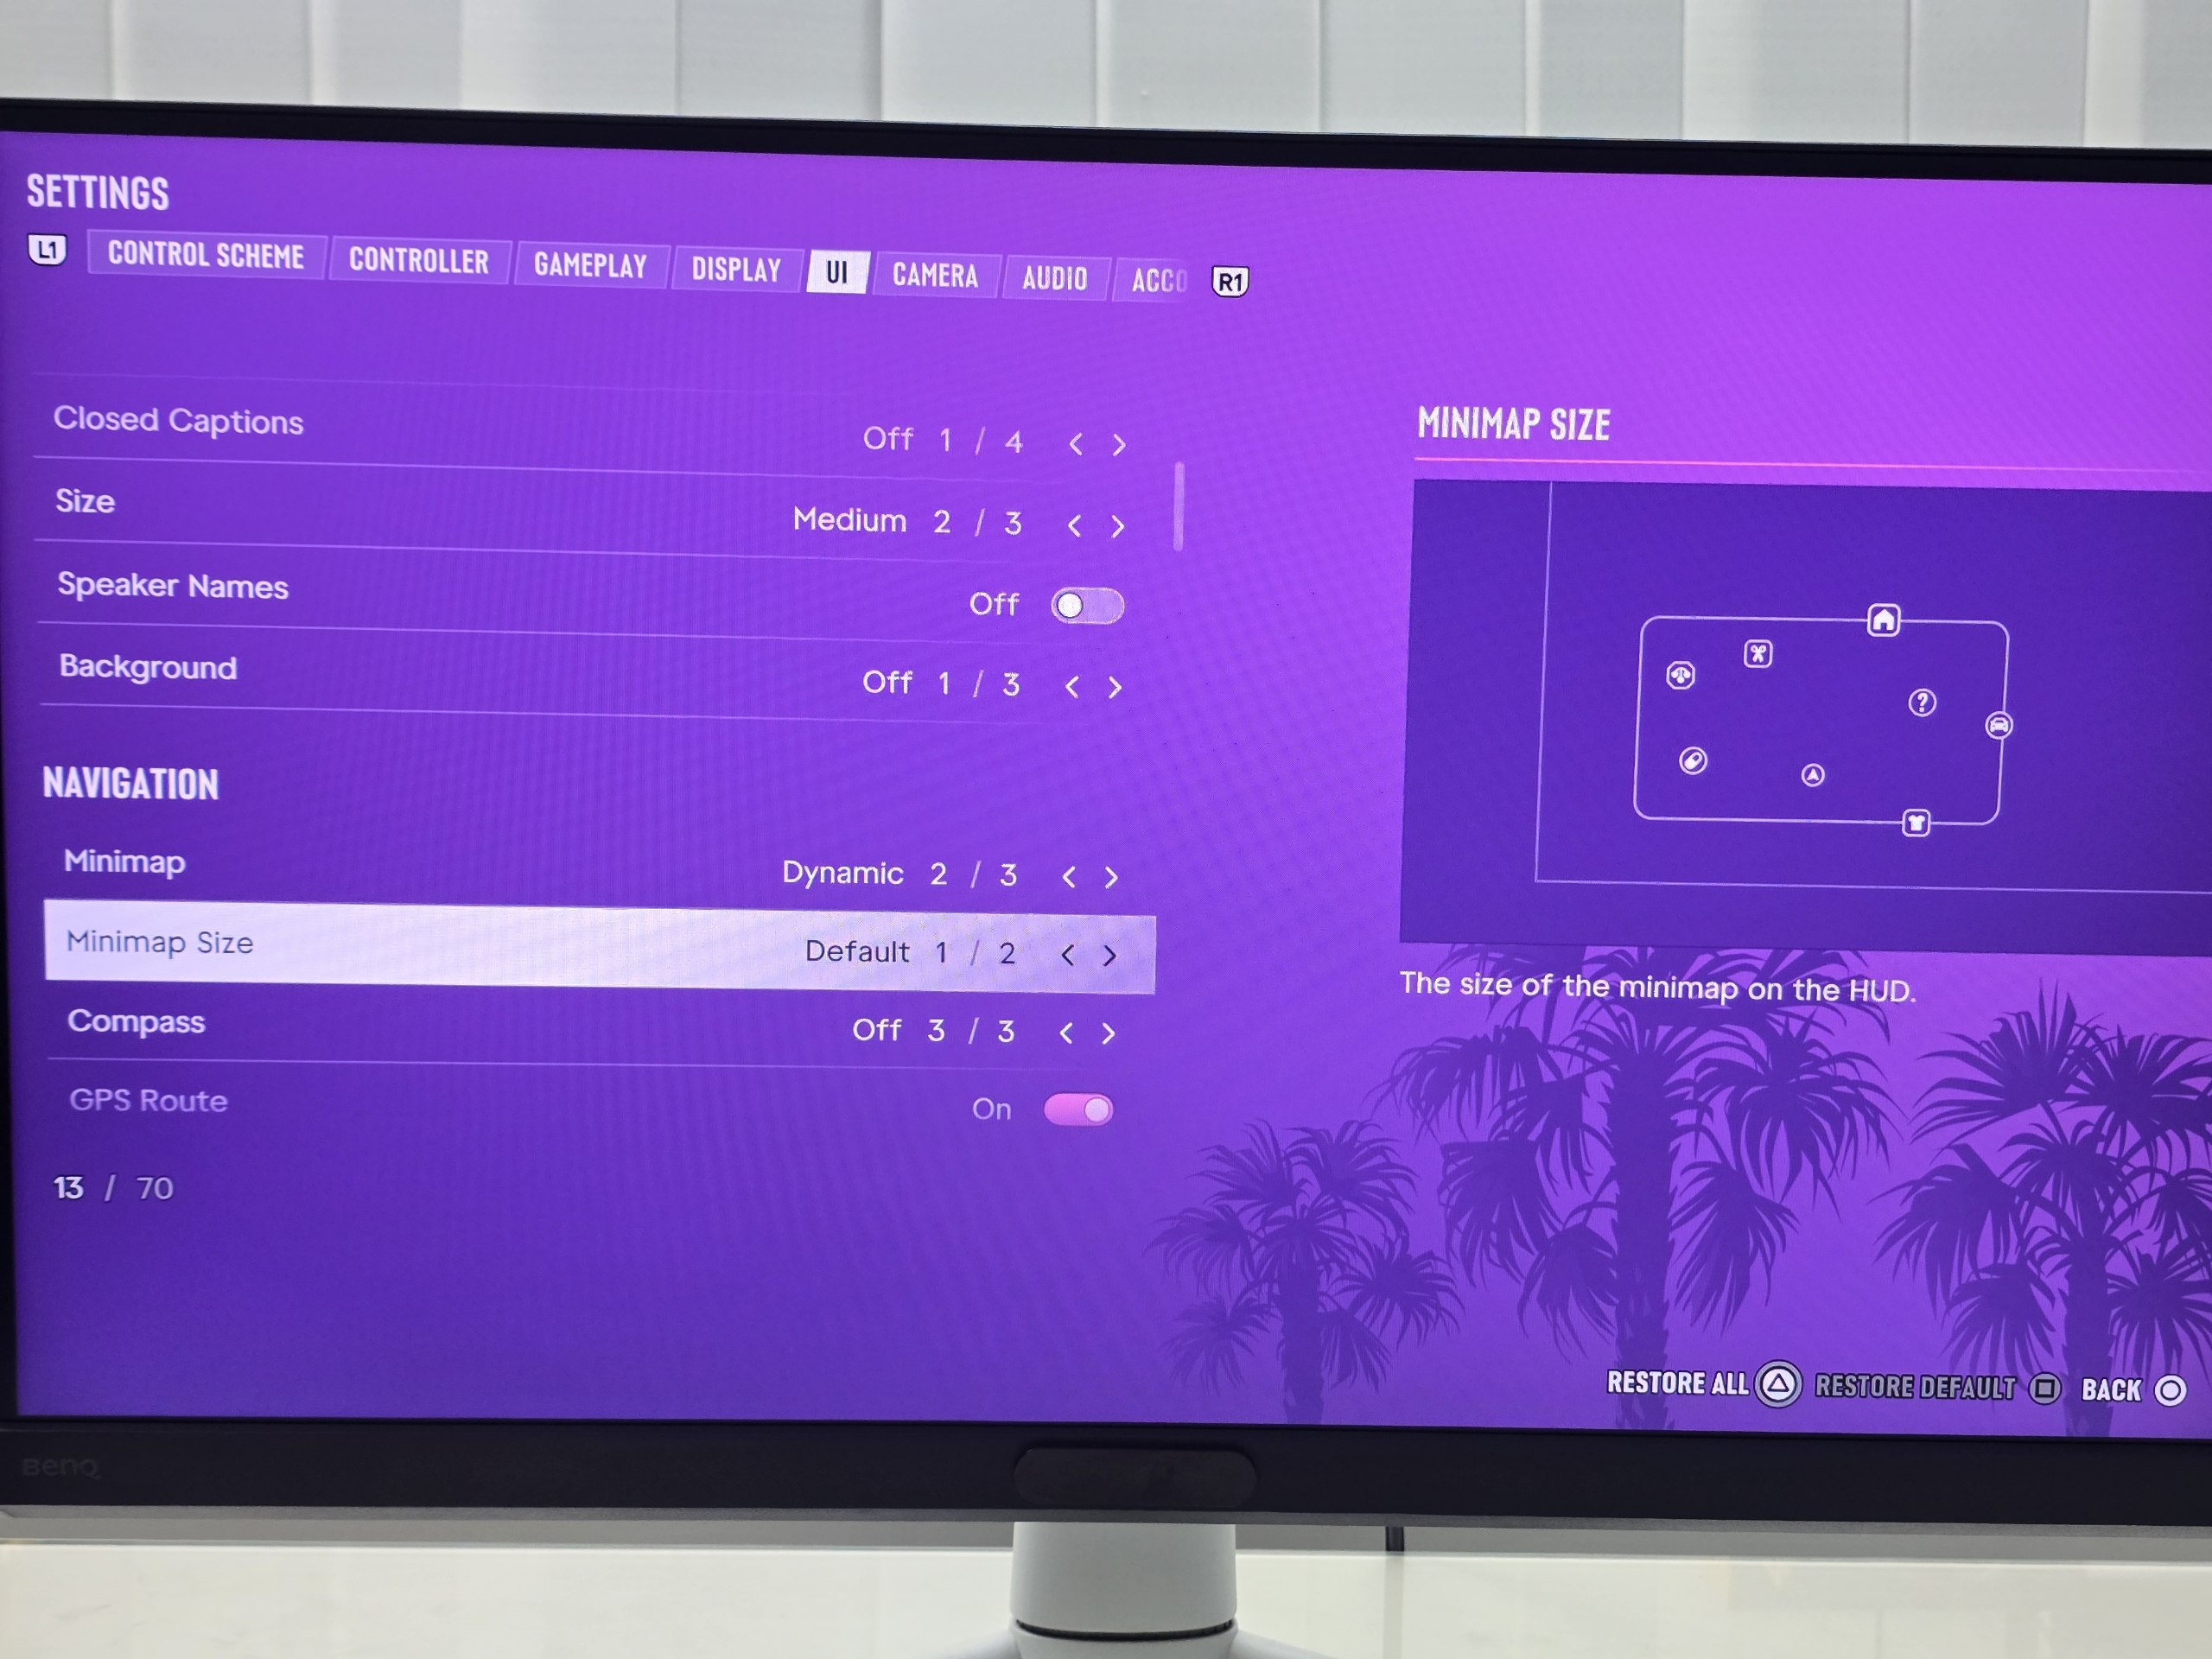 SETTINGS
L1 CONTROL SCHEME CONTROLLER GAMEPLAY DISPLAY UI CAMERA AUDIO ACCO R1
Closed Captions Off 1 / 4
Size Medium 2 / 3
Speaker Names Off
Background Off 1 / 3
NAVIGATION
Minimap Dynamic 2 / 3
Minimap Size Default 1 / 2
Compass Off 3 / 3
GPS Route On
13 / 70
MINIMAP SIZE
?
The size of the minimap on the HUD.
RESTORE ALL RESTORE DEFAULT BACK
BenQ